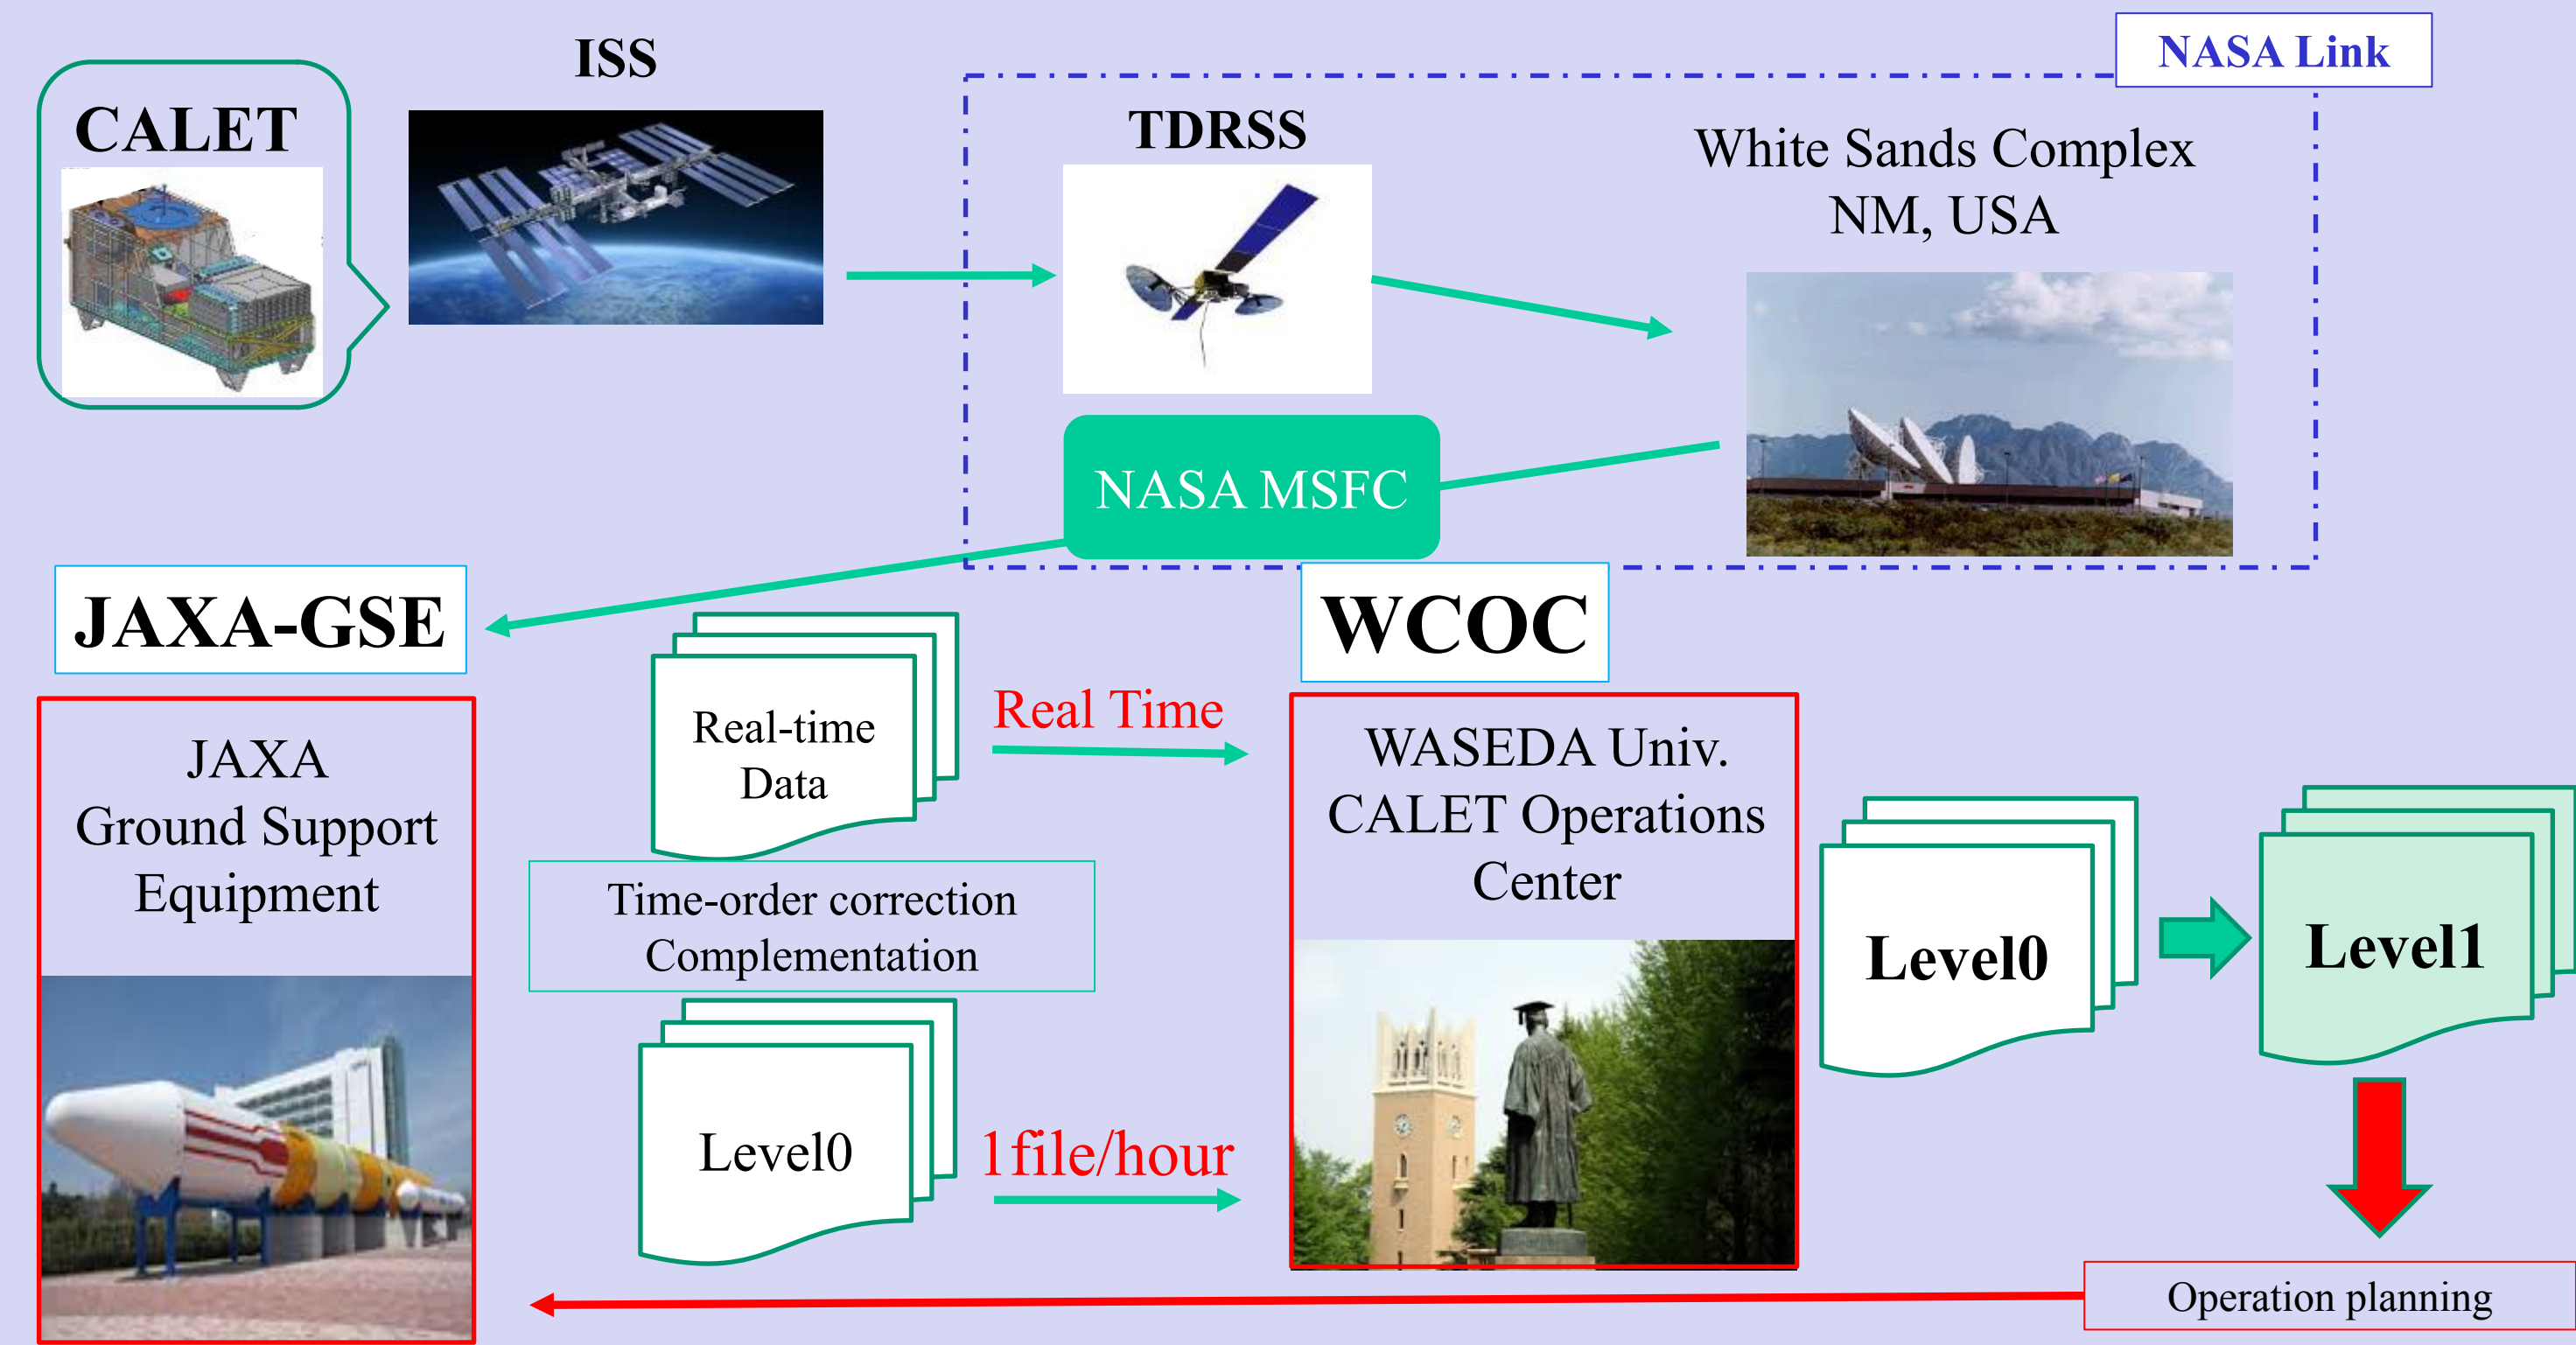 NASA Link
ISS
CALET
TDRSS
White Sands Complex
NM, USA
NASA MSFC
JAXA-GSE
WCOC
JAXA
Ground Support
Equipment
Real-time
Data
Real Time
Time-order correction
Complementation
Level0
1file/hour
WASEDA Univ.
CALET Operations
Center
Level0
Level1
Operation planning